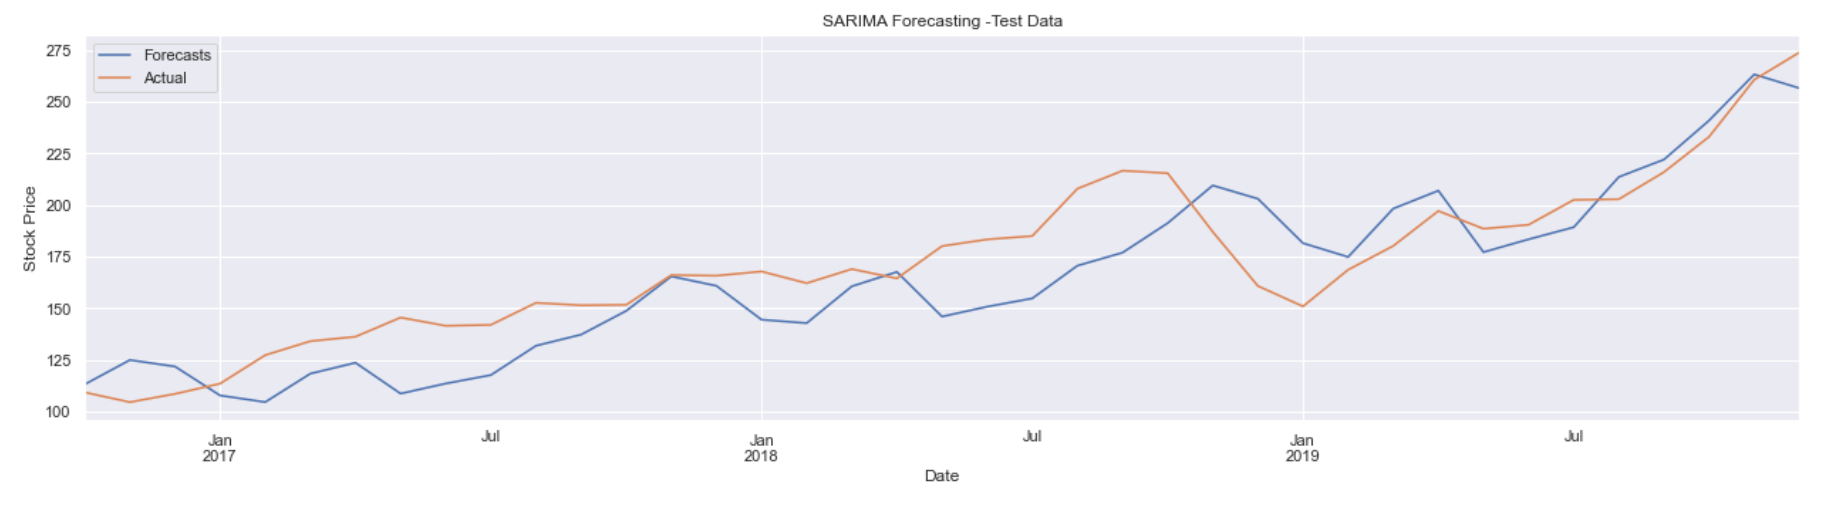 SARIMA Forecasting -Test Data
Forecasts
Actual
Stock Price
275
250
225
200
175
150
125
100
Jan
2017
Jul
Jan
2018
Jul
Jan
2019
Jul
Date